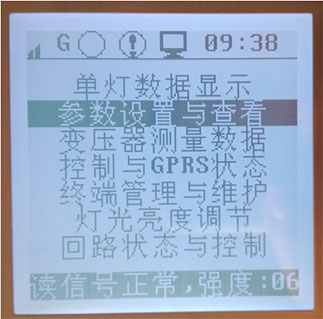 G 09:38
单灯数据显示
参数设置与查看
变压器测量数据
控制与GPRS状态
终端管理与维护
灯光亮度调节
回路状态与控制
读信号正常,强度:06